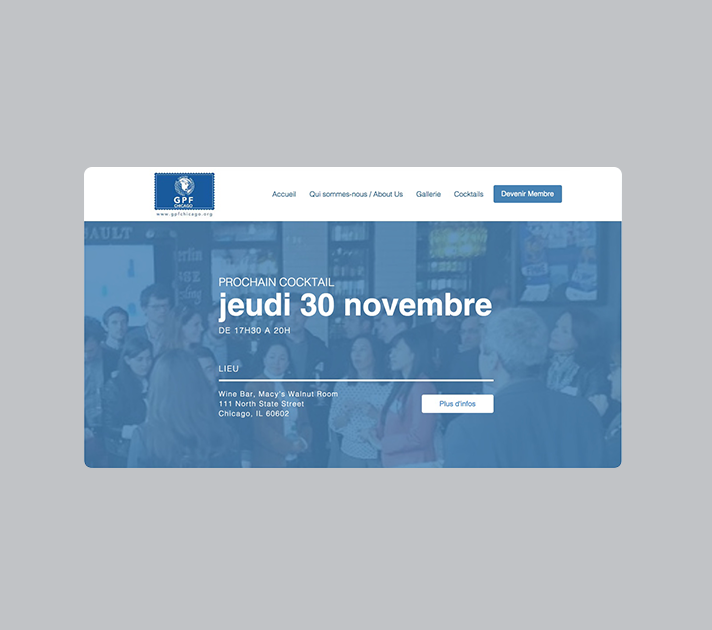 GPF
CHICAGO
www.gpfchicago.org
Accueil
Qui sommes-nous / About Us
Gallerie
Cocktails
Devenir Membre
PROCHAIN COCKTAIL
jeudi 30 novembre
DE 17H30 A 20H
LIEU
Wine Bar, Macy's Walnut Room
111 North State Street
Chicago, IL 60602
Plus d'infos